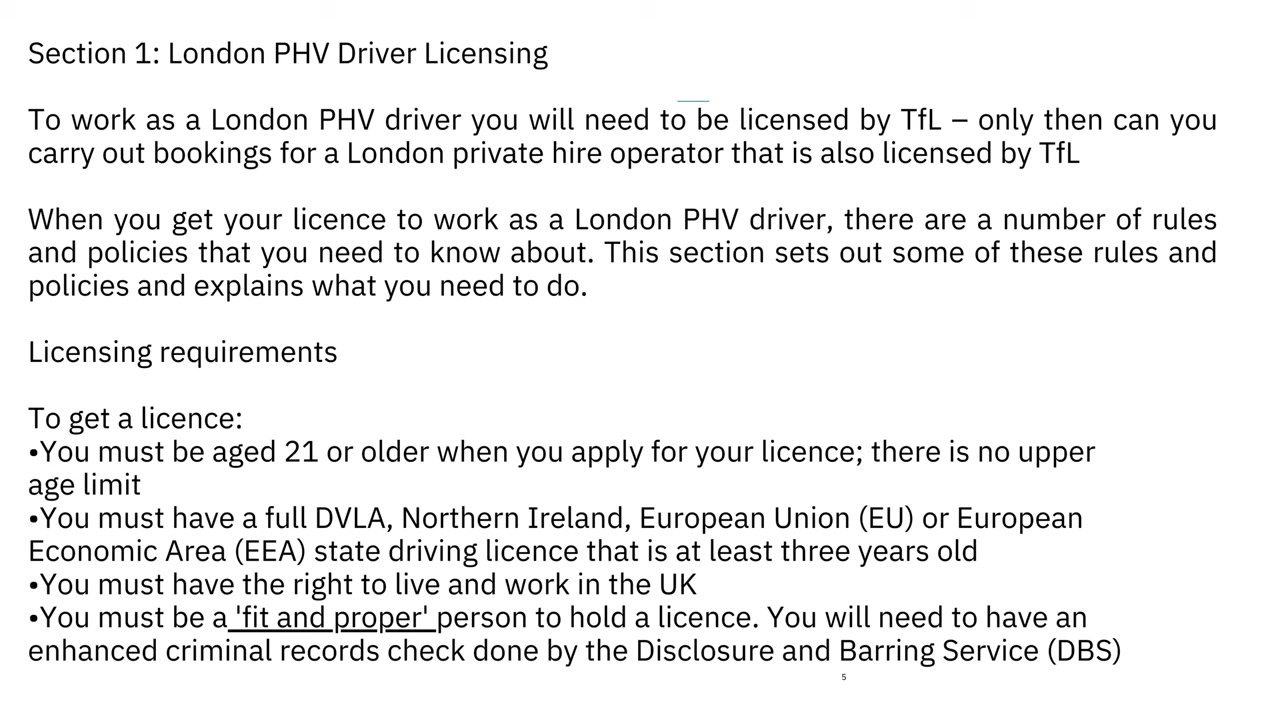 Section 1: London PHV Driver Licensing
To work as a London PHV driver you will need to be licensed by TfL – only then can you
carry out bookings for a London private hire operator that is also licensed by TfL
When you get your licence to work as a London PHV driver, there are a number of rules
and policies that you need to know about. This section sets out some of these rules and
policies and explains what you need to do.
Licensing requirements
To get a licence:
•You must be aged 21 or older when you apply for your licence; there is no upper
age limit
•You must have a full DVLA, Northern Ireland, European Union (EU) or European
Economic Area (EEA) state driving licence that is at least three years old
•You must have the right to live and work in the UK
•You must be a 'fit and proper' person to hold a licence. You will need to have an
enhanced criminal records check done by the Disclosure and Barring Service (DBS)
5